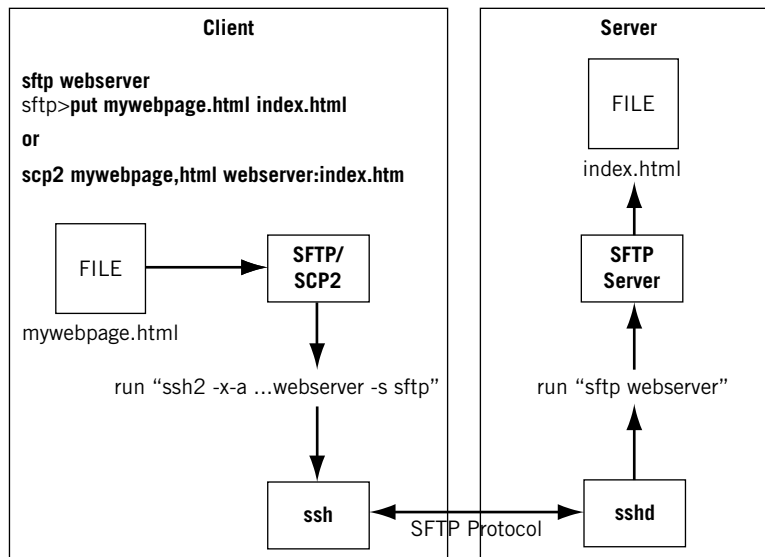 Client
sftp webserver
sftp>put mywebpage.html index.html
or
scp2 mywebpage,html webserver:index.htm
FILE
mywebpage.html
SFTP/
SCP2
run “ssh2 -x-a ...webserver -s sftp”
ssh
SFTP Protocol
Server
FILE
index.html
SFTP
Server
run “sftp webserver”
sshd